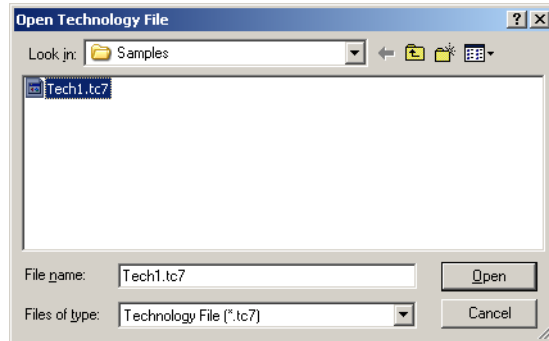 Open Technology File
Look in: Samples
Tech1.tc7
File name: Tech1.tc7 Open
Files of type: Technology File (*.tc7) Cancel